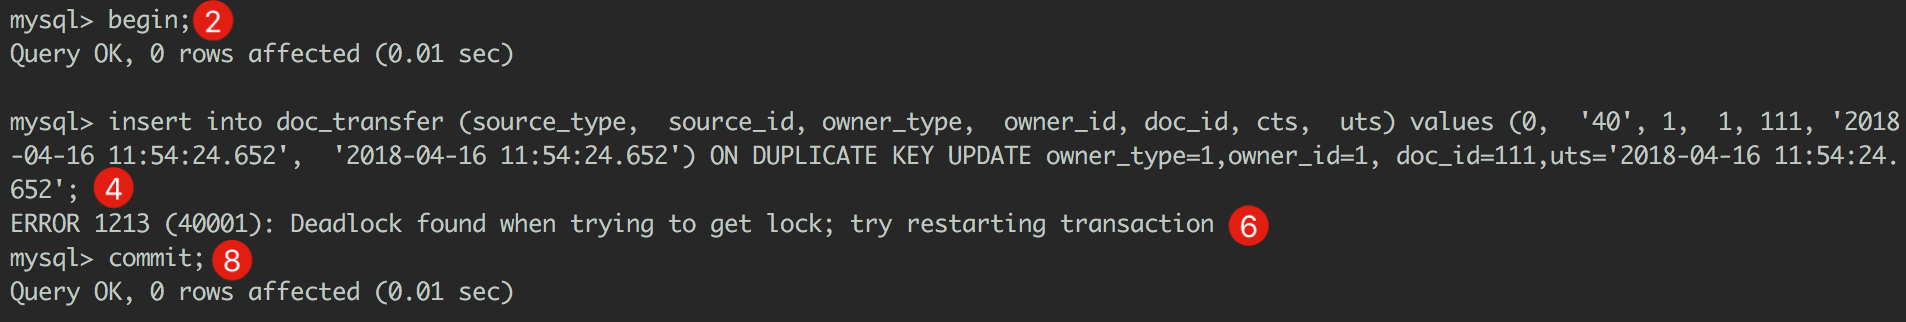 mysql> begin; 2
Query OK, 0 rows affected (0.01 sec)
mysql> insert into doc_transfer (source_type,  source_id, owner_type,  owner_id, doc_id, cts,  uts) values (0,  '40', 1,  1, 111, '2018
-04-16 11:54:24.652',  '2018-04-16 11:54:24.652') ON DUPLICATE KEY UPDATE owner_type=1,owner_id=1, doc_id=111,uts='2018-04-16 11:54:24.
652'; 4
ERROR 1213 (40001): Deadlock found when trying to get lock; try restarting transaction 6
mysql> commit; 8
Query OK, 0 rows affected (0.01 sec)